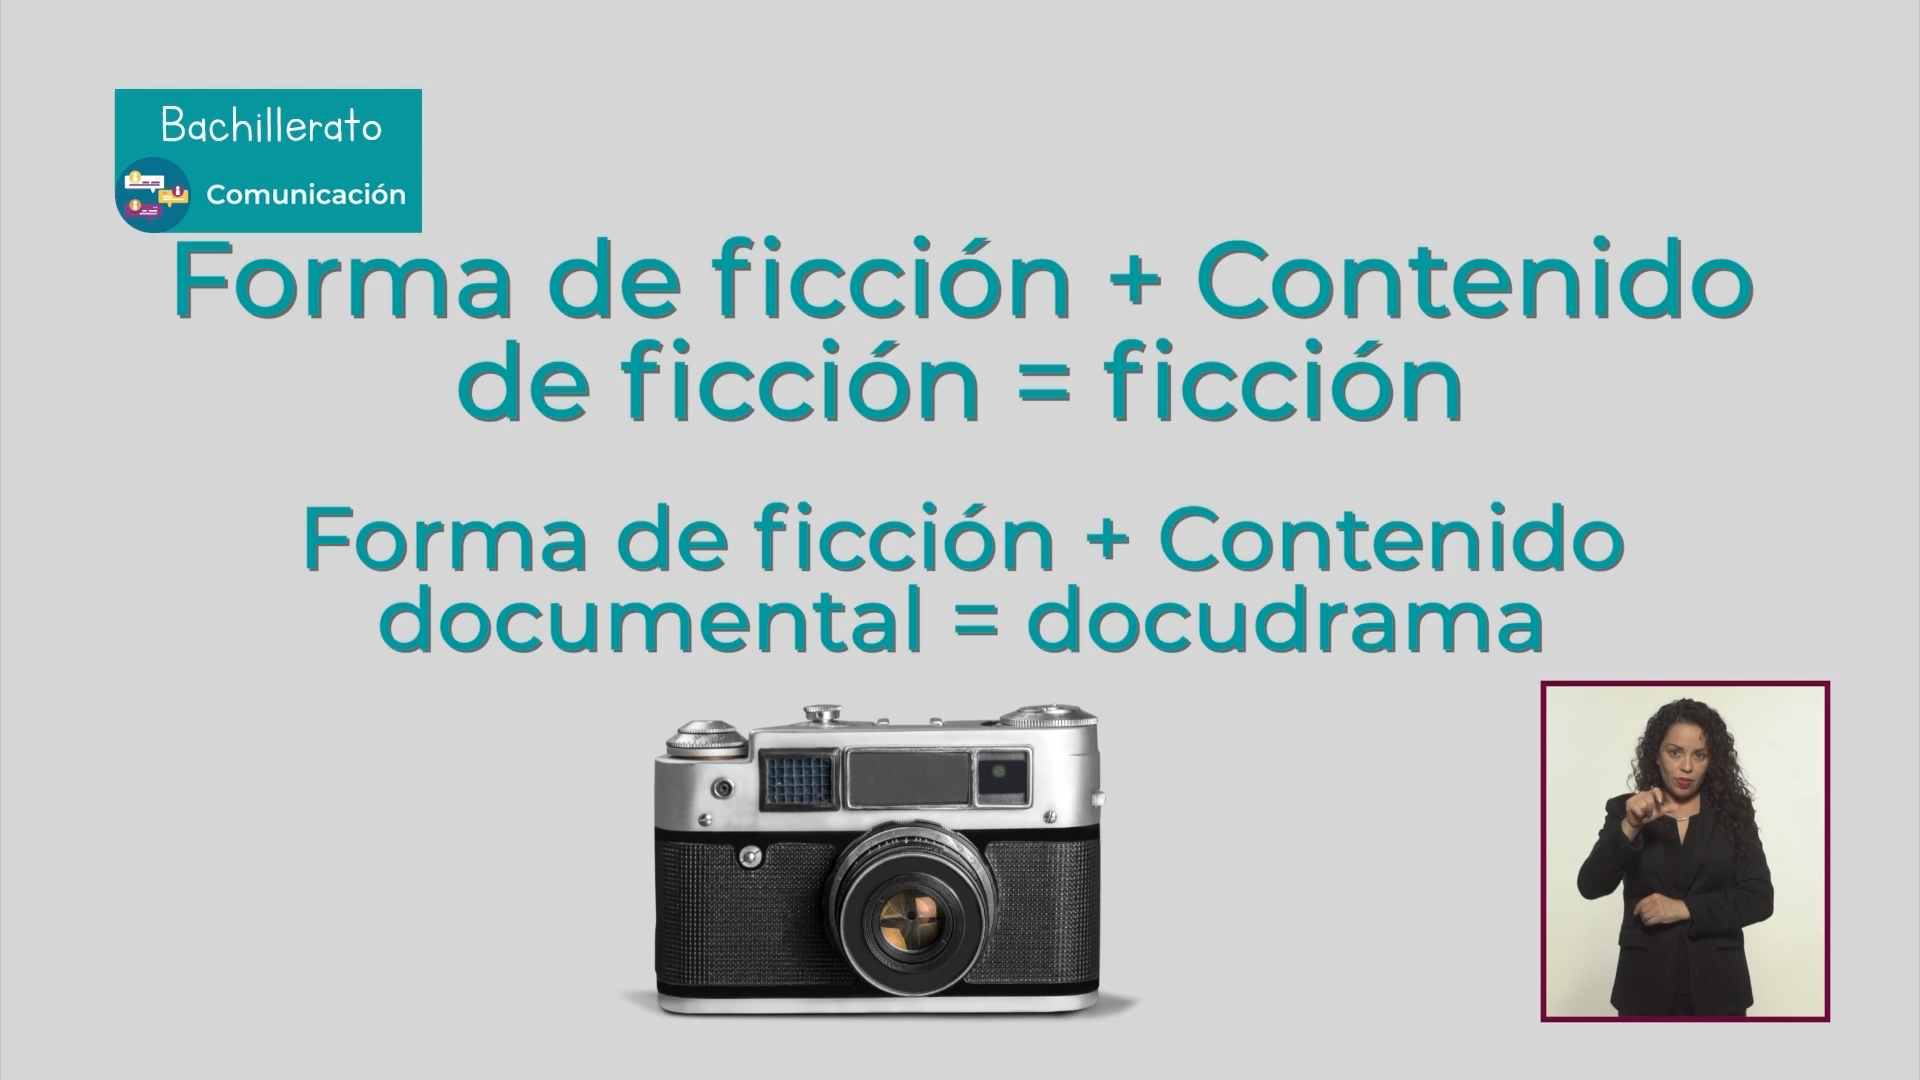 Bachillerato
Comunicación
Forma de ficción + Contenido
de ficción = ficción
Forma de ficción + Contenido
documental = docudrama